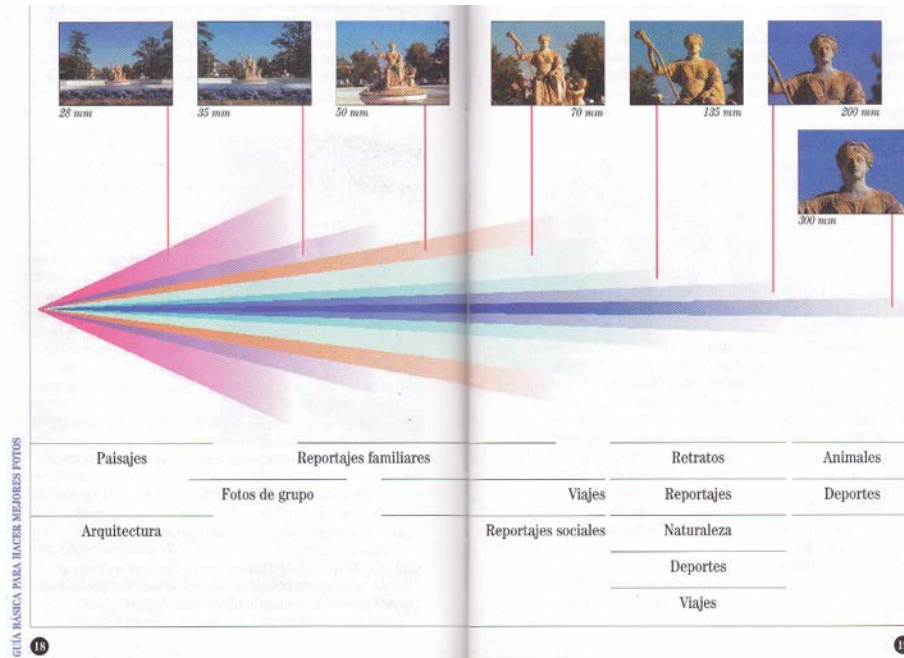 28 mm
35 mm
50 mm
70 mm
135 mm
200 mm
300 mm
Paisajes Reportajes familiares Retratos Animales
Fotos de grupo Viajes Reportajes Deportes
Arquitectura Reportajes sociales Naturaleza
Deportes
Viajes
GUÍA BÁSICA PARA HACER MEJORES FOTOS
18